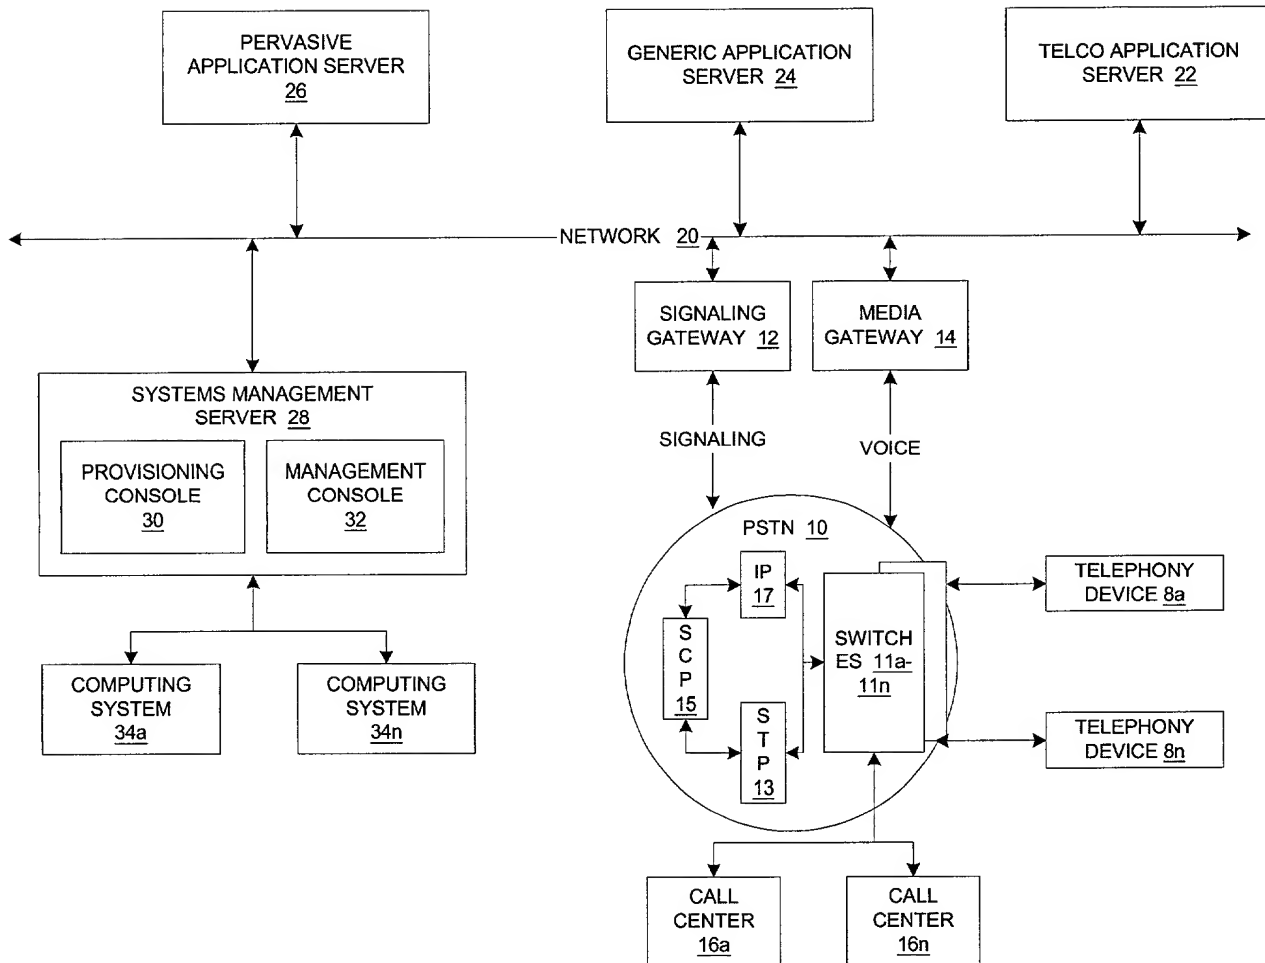 PERVASIVE
APPLICATION SERVER
26
GENERIC APPLICATION
SERVER 24
TELCO APPLICATION
SERVER 22
NETWORK 20
SIGNALING
GATEWAY 12
MEDIA
GATEWAY 14
SYSTEMS MANAGEMENT
SERVER 28
PROVISIONING
CONSOLE
30
MANAGEMENT
CONSOLE
32
SIGNALING
VOICE
PSTN 10
IP
17
S
C
P
15
S
T
P
13
SWITCH
ES 11a-
11n
TELEPHONY
DEVICE 8a
TELEPHONY
DEVICE 8n
COMPUTING
SYSTEM
34a
COMPUTING
SYSTEM
34n
CALL
CENTER
16a
CALL
CENTER
16n